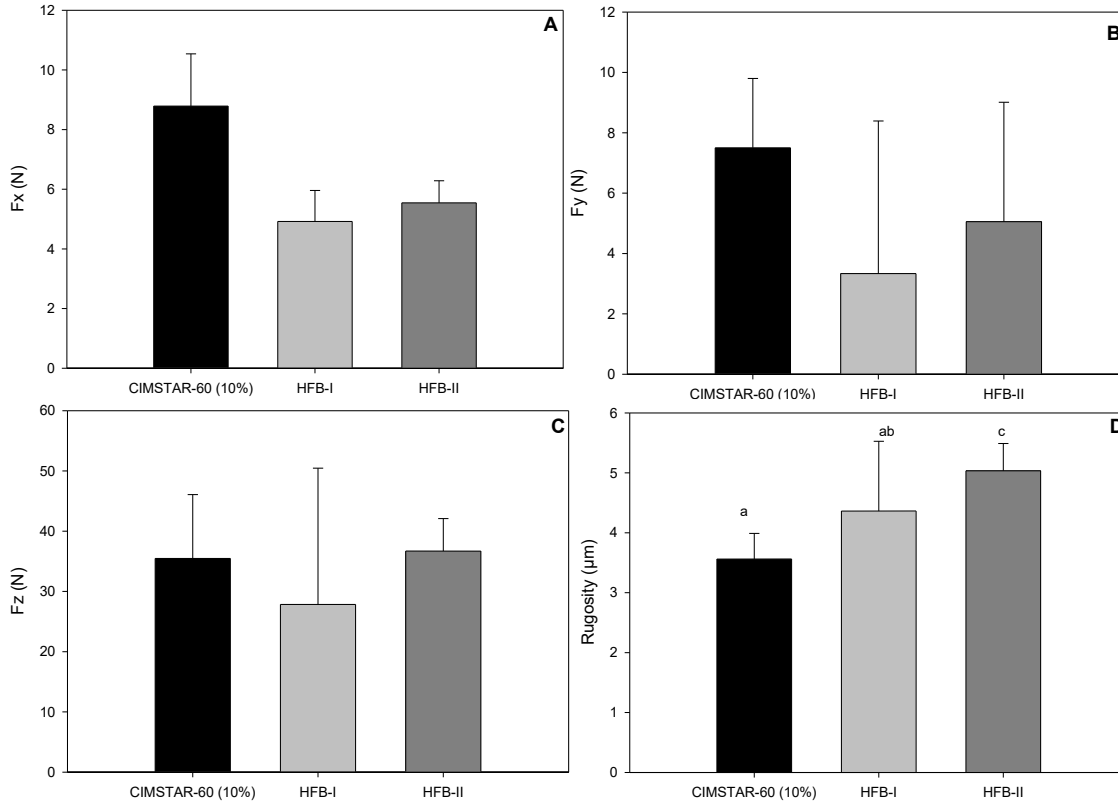 A
12
10
8
6
4
2
0
Fx (N)
CIMSTAR-60 (10%) HFB-I HFB-II
B
12
10
8
6
4
2
0
Fy (N)
CIMSTAR-60 (10%) HFB-I HFB-II
C
60
50
40
30
20
10
0
Fz (N)
CIMSTAR-60 (10%) HFB-I HFB-II
D
6
5
4
3
2
1
0
Rugosity (µm)
a
ab
c
CIMSTAR-60 (10%) HFB-I HFB-II